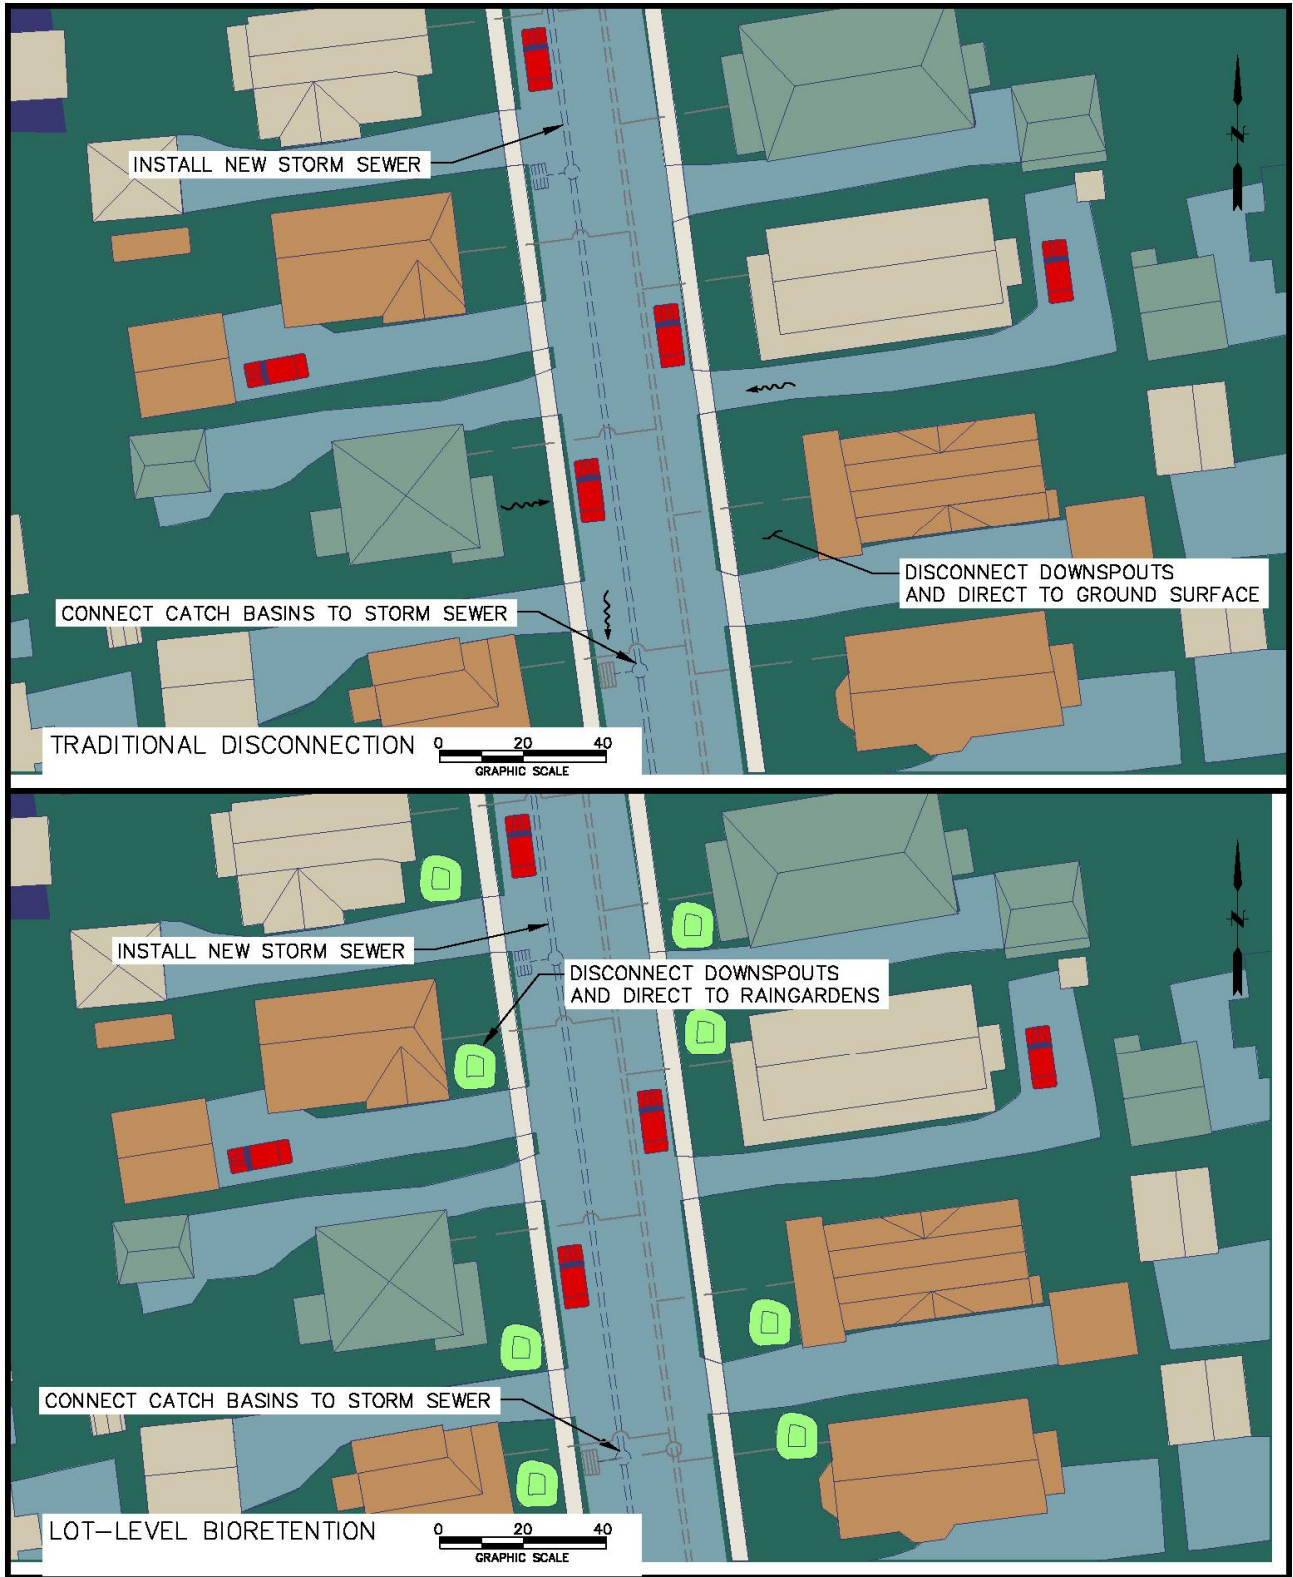 INSTALL NEW STORM SEWER
N
DISCONNECT DOWNSPOUTS
AND DIRECT TO GROUND SURFACE
CONNECT CATCH BASINS TO STORM SEWER
TRADITIONAL DISCONNECTION
0 20 40
GRAPHIC SCALE
INSTALL NEW STORM SEWER
N
DISCONNECT DOWNSPOUTS
AND DIRECT TO RAINGARDENS
CONNECT CATCH BASINS TO STORM SEWER
LOT-LEVEL BIORETENTION
0 20 40
GRAPHIC SCALE